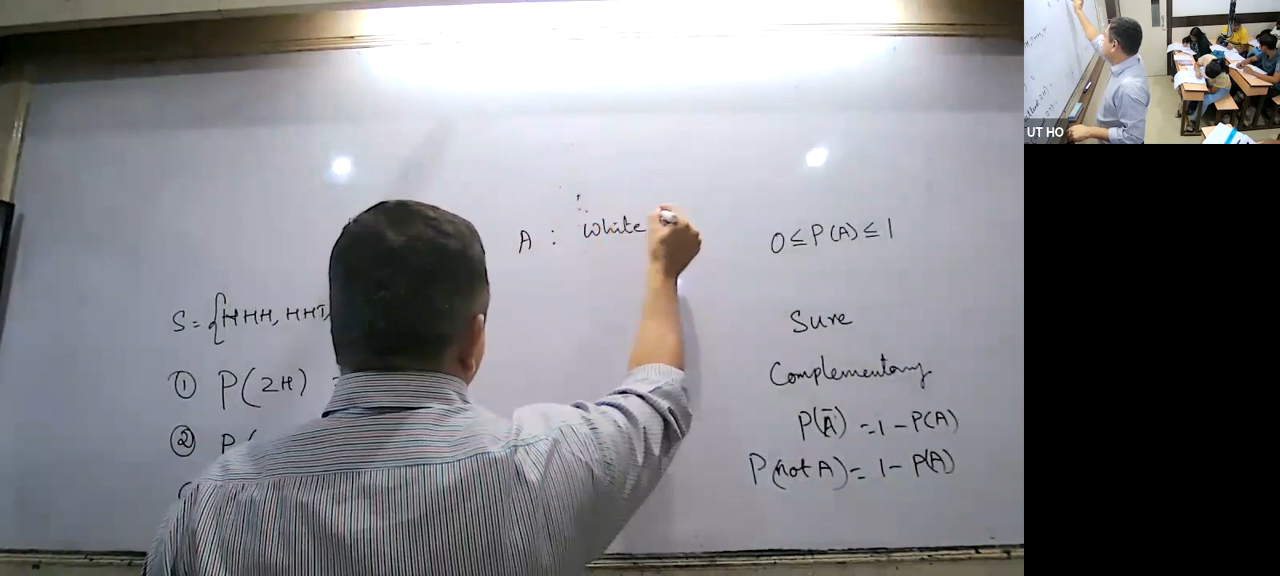 A : White
0 ≤ P(A) ≤ 1
S = {HHH, HHT,
Sure
① P(2H)
Complementary
② P(
P(Ā) = 1 - P(A)
P(not A) = 1 - P(A)
UT HO